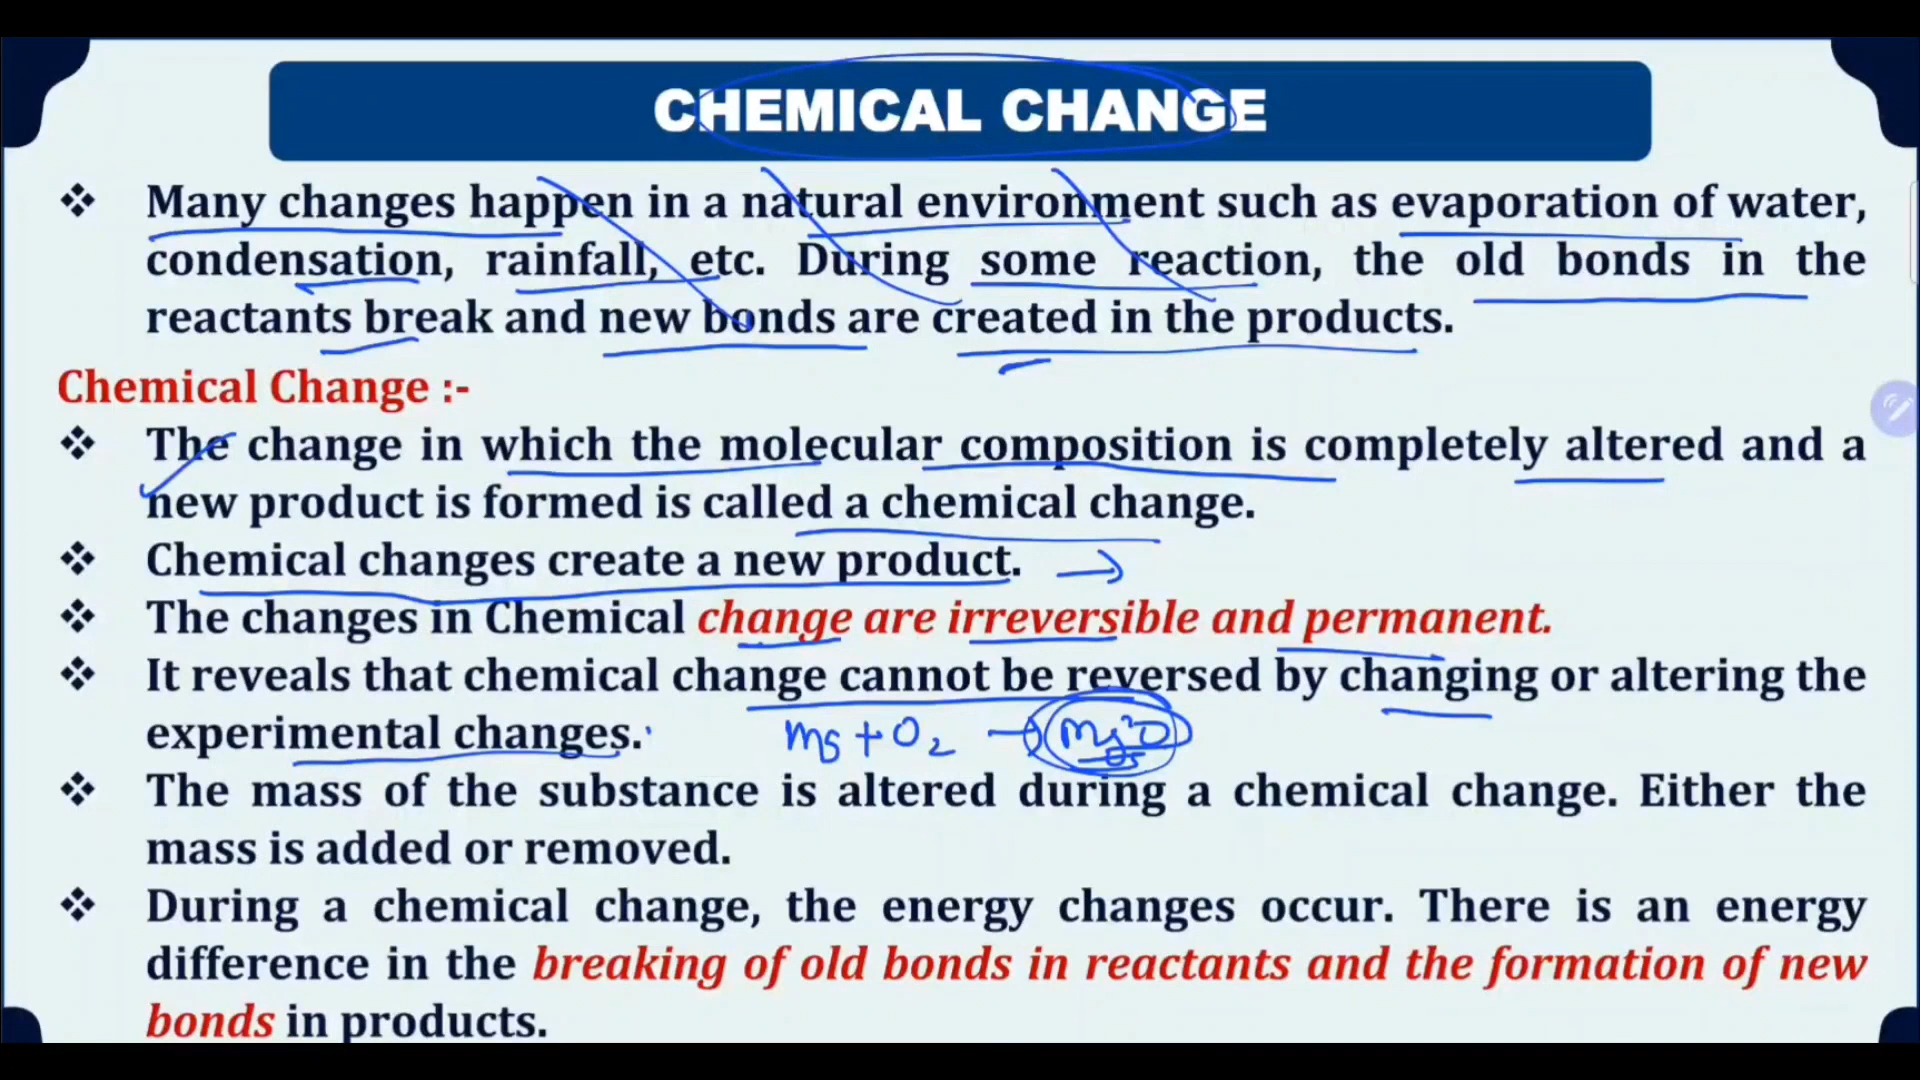 CHEMICAL CHANGE
❖ Many changes happen in a natural environment such as evaporation of water,
condensation, rainfall, etc. During some reaction, the old bonds in the
reactants break and new bonds are created in the products.
Chemical Change :-
❖ The change in which the molecular composition is completely altered and a
new product is formed is called a chemical change.
❖ Chemical changes create a new product. →
❖ The changes in Chemical change are irreversible and permanent.
❖ It reveals that chemical change cannot be reversed by changing or altering the
experimental changes.
Mg + O2 →
❖ The mass of the substance is altered during a chemical change. Either the
mass is added or removed.
❖ During a chemical change, the energy changes occur. There is an energy
difference in the breaking of old bonds in reactants and the formation of new
bonds in products.